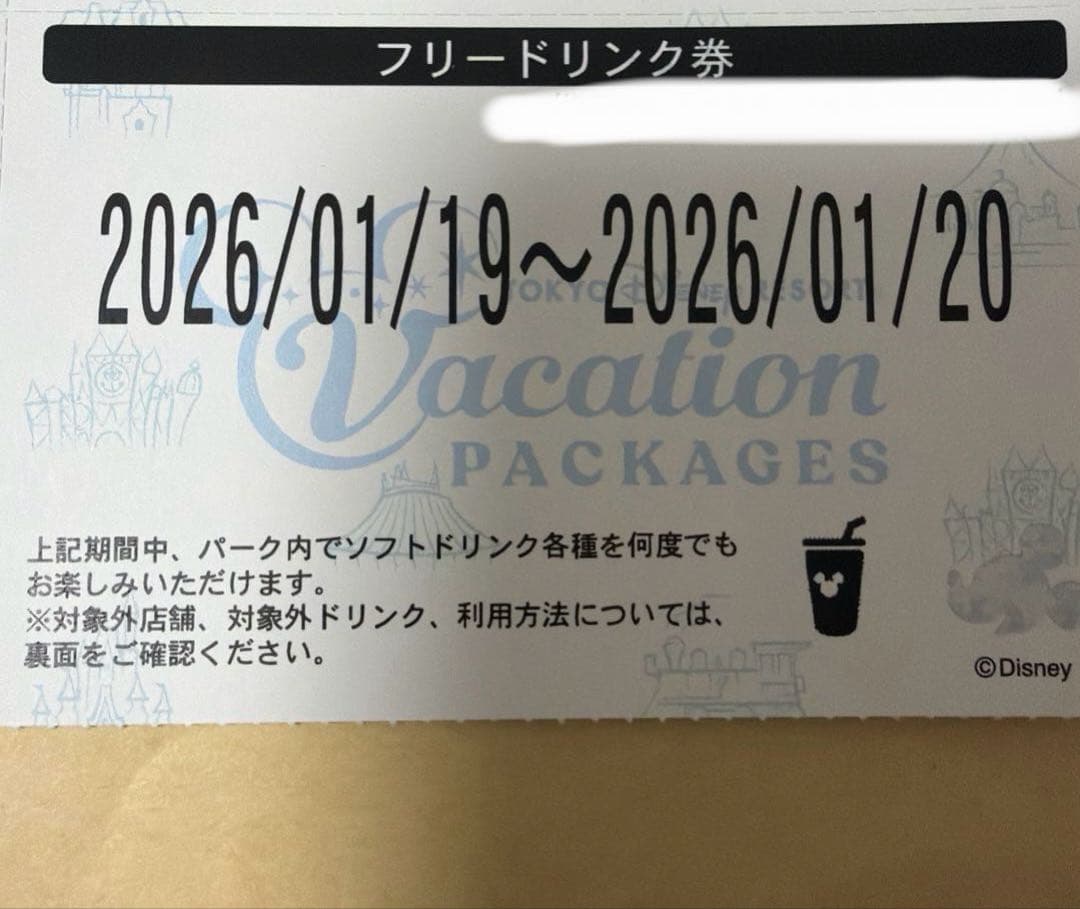 フリードリンク券
2026/01/19～2026/01/20
TOKYO DISNEY RESORT
Vacation
PACKAGES
上記期間中、パーク内でソフトドリンク各種を何度でも
お楽しみいただけます。
※対象外店舗、対象外ドリンク、利用方法については、
裏面をご確認ください。
©Disney